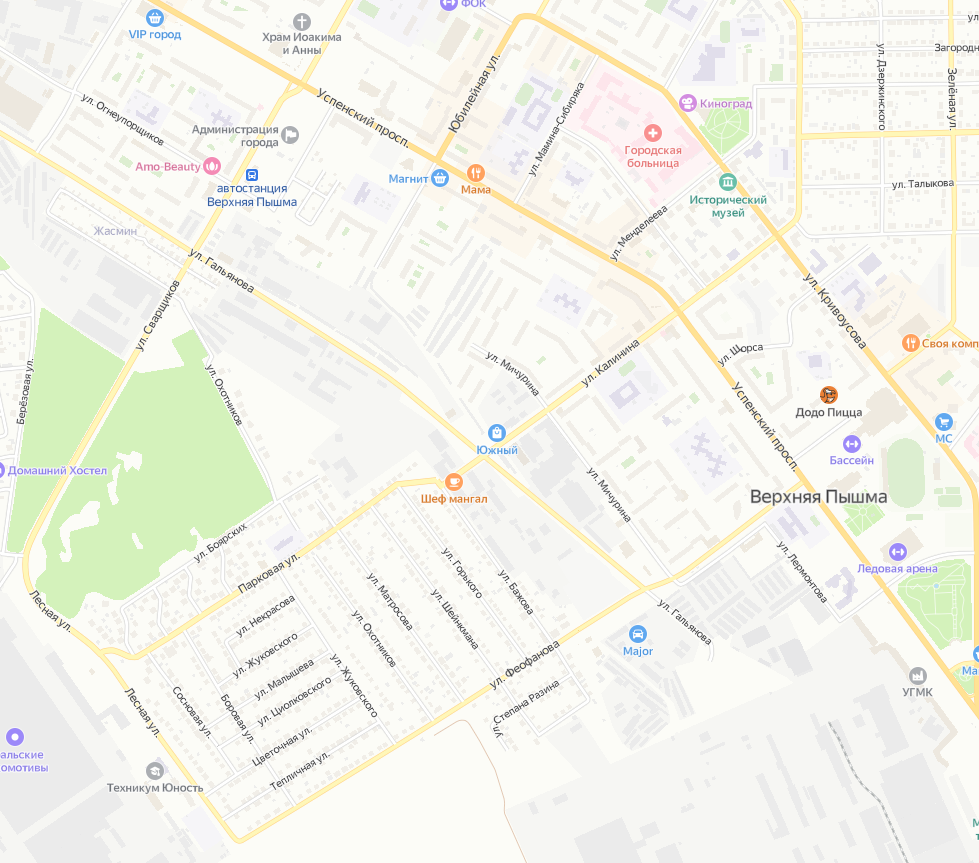 ФОК
VIP город
Храм Иоакима
и Анны
Загородн
ул. Дзержинского
Зелёная ул.
Юбилейная ул.
Успенский просп.
ул. Огнеупорщиков
Киноград
ул. Мамина-Сибиряка
Администрация
города
Городская
больница
Amo-Beauty
автостанция
Верхняя Пышма
Магнит
Мама
ул. Талыкова
Исторический
музей
Жасмин
ул. Менделеева
ул. Гальянова
ул. Сварщиков
ул. Кривоусова
Своя комп
ул. Шорса
ул. Мичурина
ул. Калинина
Берёзовая ул.
ул. Охотников
Додо Пицца
Успенский просп.
МС
Южный
Бассейн
Домашний Хостел
Шеф мангал
ул. Мичурина
Верхняя Пышма
ул. Боярских
Парковая ул.
ул. Горького
ул. Бажова
ул. Лермонтова
Ледовая арена
Лесная ул.
ул. Некрасова
ул. Матросова
ул. Шейнкмана
ул. Гальянова
ул. Жуковского
ул. Охотников
Major
ул. Феофанова
ул. Малышева
ул. Жуковского
Ма
УГМК
Лесная ул.
Сосновая ул.
Боровая ул.
ул. Циолковского
Степана Разина
ул.
Цветочная ул.
альские
омотивы
Тепличная ул.
Техникум Юность